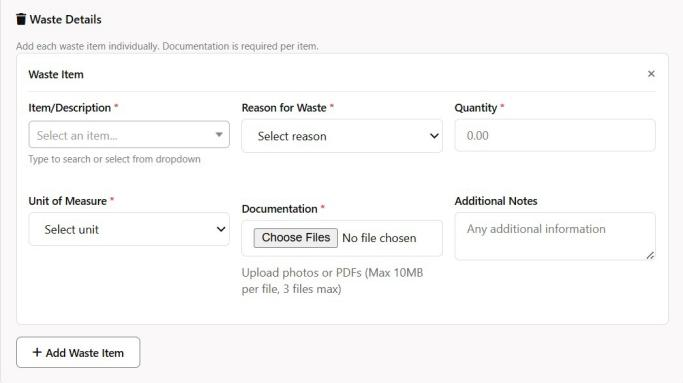 Waste Details
Add each waste item individually. Documentation is required per item.
Waste Item ×
Item/Description * Reason for Waste * Quantity *
Select an item... Select reason 0.00
Type to search or select from dropdown
Unit of Measure * Documentation * Additional Notes
Select unit Choose Files No file chosen Any additional information
Upload photos or PDFs (Max 10MB
per file, 3 files max)
+ Add Waste Item